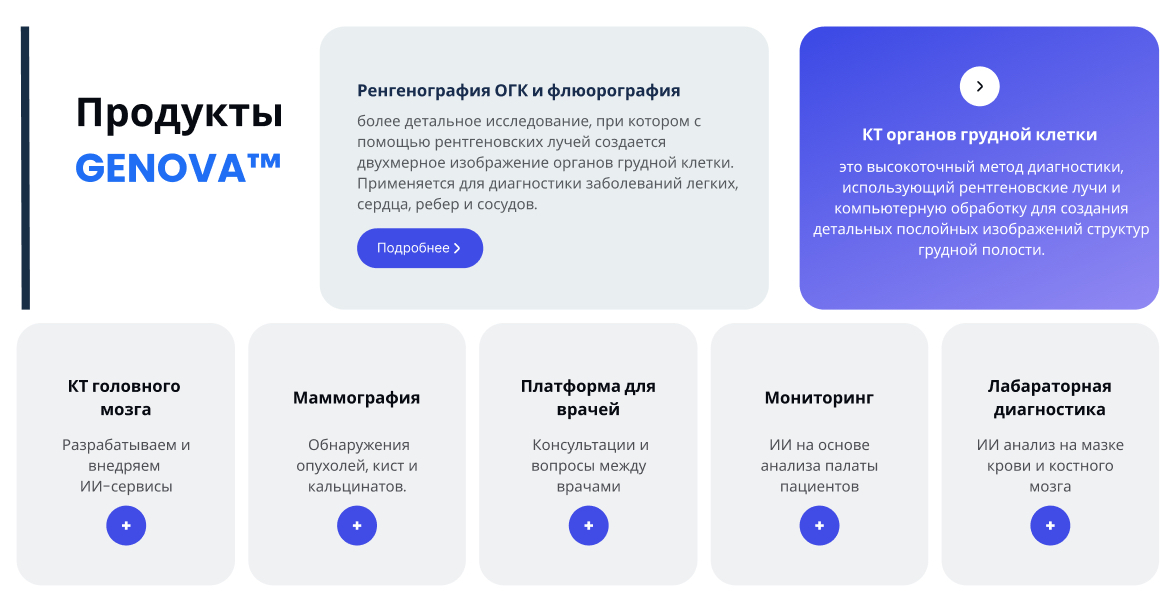 Продукты
GENOVA™
Ренгенография ОГК и флюорография
более детальное исследование, при котором с
помощью рентгеновских лучей создается
двухмерное изображение органов грудной клетки.
Применяется для диагностики заболеваний легких,
сердца, ребер и сосудов.
Подробнее
КТ органов грудной клетки
это высокоточный метод диагностики,
использующий рентгеновские лучи и
компьютерную обработку для создания
детальных послойных изображений структур
грудной полости.
КТ головного
мозга
Разрабатываем и
внедряем
ИИ-сервисы
Маммография
Обнаружения
опухолей, кист и
кальцинатов.
Платформа для
врачей
Консультации и
вопросы между
врачами
Мониторинг
ИИ на основе
анализа палаты
пациентов
Лабараторная
диагностика
ИИ анализ на мазке
крови и костного
мозга